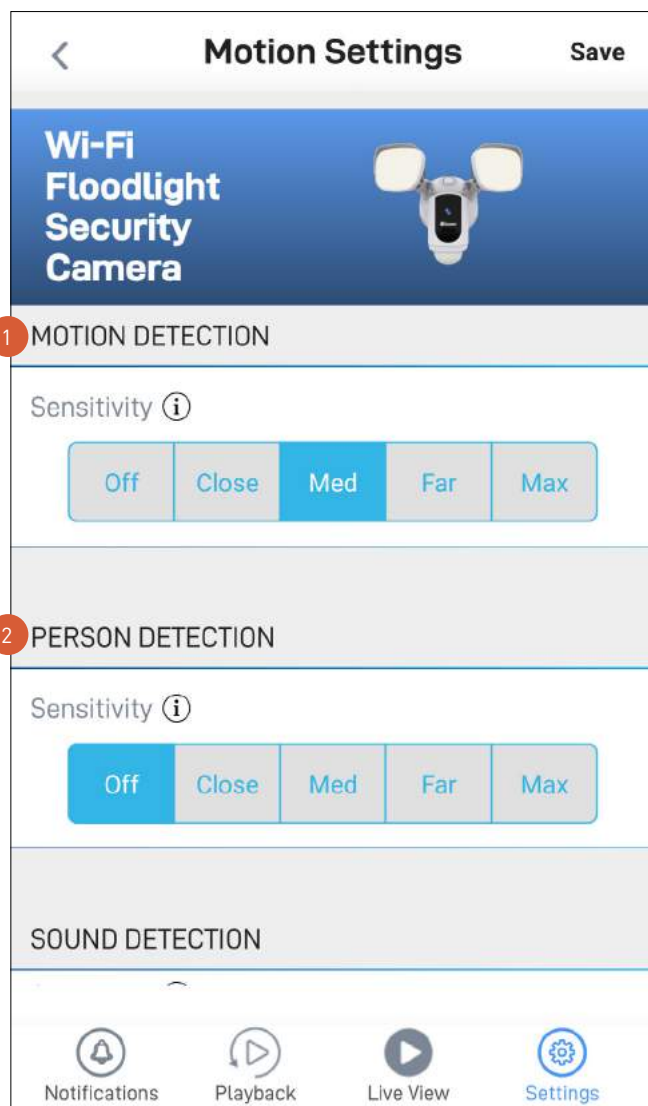 Motion Settings Save
Wi-Fi
Floodlight
Security
Camera
1 MOTION DETECTION
Sensitivity i
Off Close Med Far Max
2 PERSON DETECTION
Sensitivity i
Off Close Med Far Max
SOUND DETECTION
Notifications Playback Live View Settings